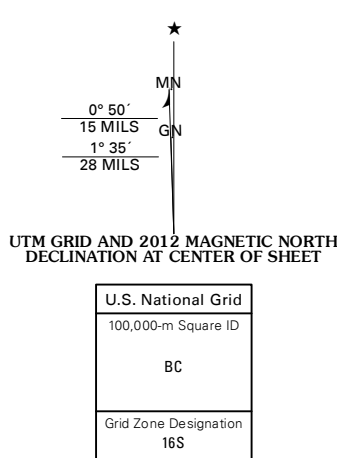 ★
MN
0° 50´
15 MILS
GN
1° 35´
28 MILS
UTM GRID AND 2012 MAGNETIC NORTH
DECLINATION AT CENTER OF SHEET
U.S. National Grid
100,000-m Square ID
BC
Grid Zone Designation
16S